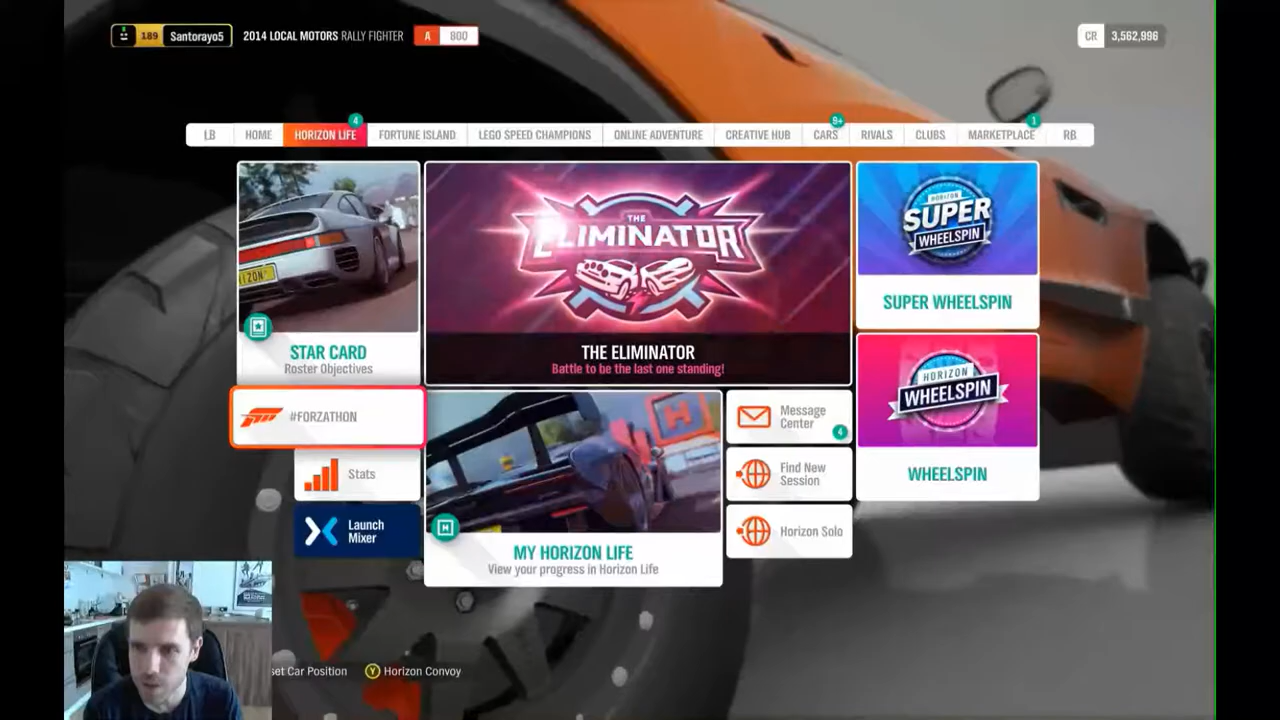 189 Santorayo5 2014 LOCAL MOTORS RALLY FIGHTER A 800 CR 3,562,996
4 9+ 1
LB HOME HORIZON LIFE FORTUNE ISLAND LEGO SPEED CHAMPIONS ONLINE ADVENTURE CREATIVE HUB CARS RIVALS CLUBS MARKETPLACE RB
STAR CARD
Roster Objectives
THE
ELIMINATOR
THE ELIMINATOR
Battle to be the last one standing!
HORIZON
SUPER
WHEELSPIN
SUPER WHEELSPIN
#FORZATHON
Stats
Launch
Mixer
MY HORIZON LIFE
View your progress in Horizon Life
Message
Center
4
Find New
Session
Horizon Solo
HORIZON
WHEELSPIN
WHEELSPIN
set Car Position Y Horizon Convoy